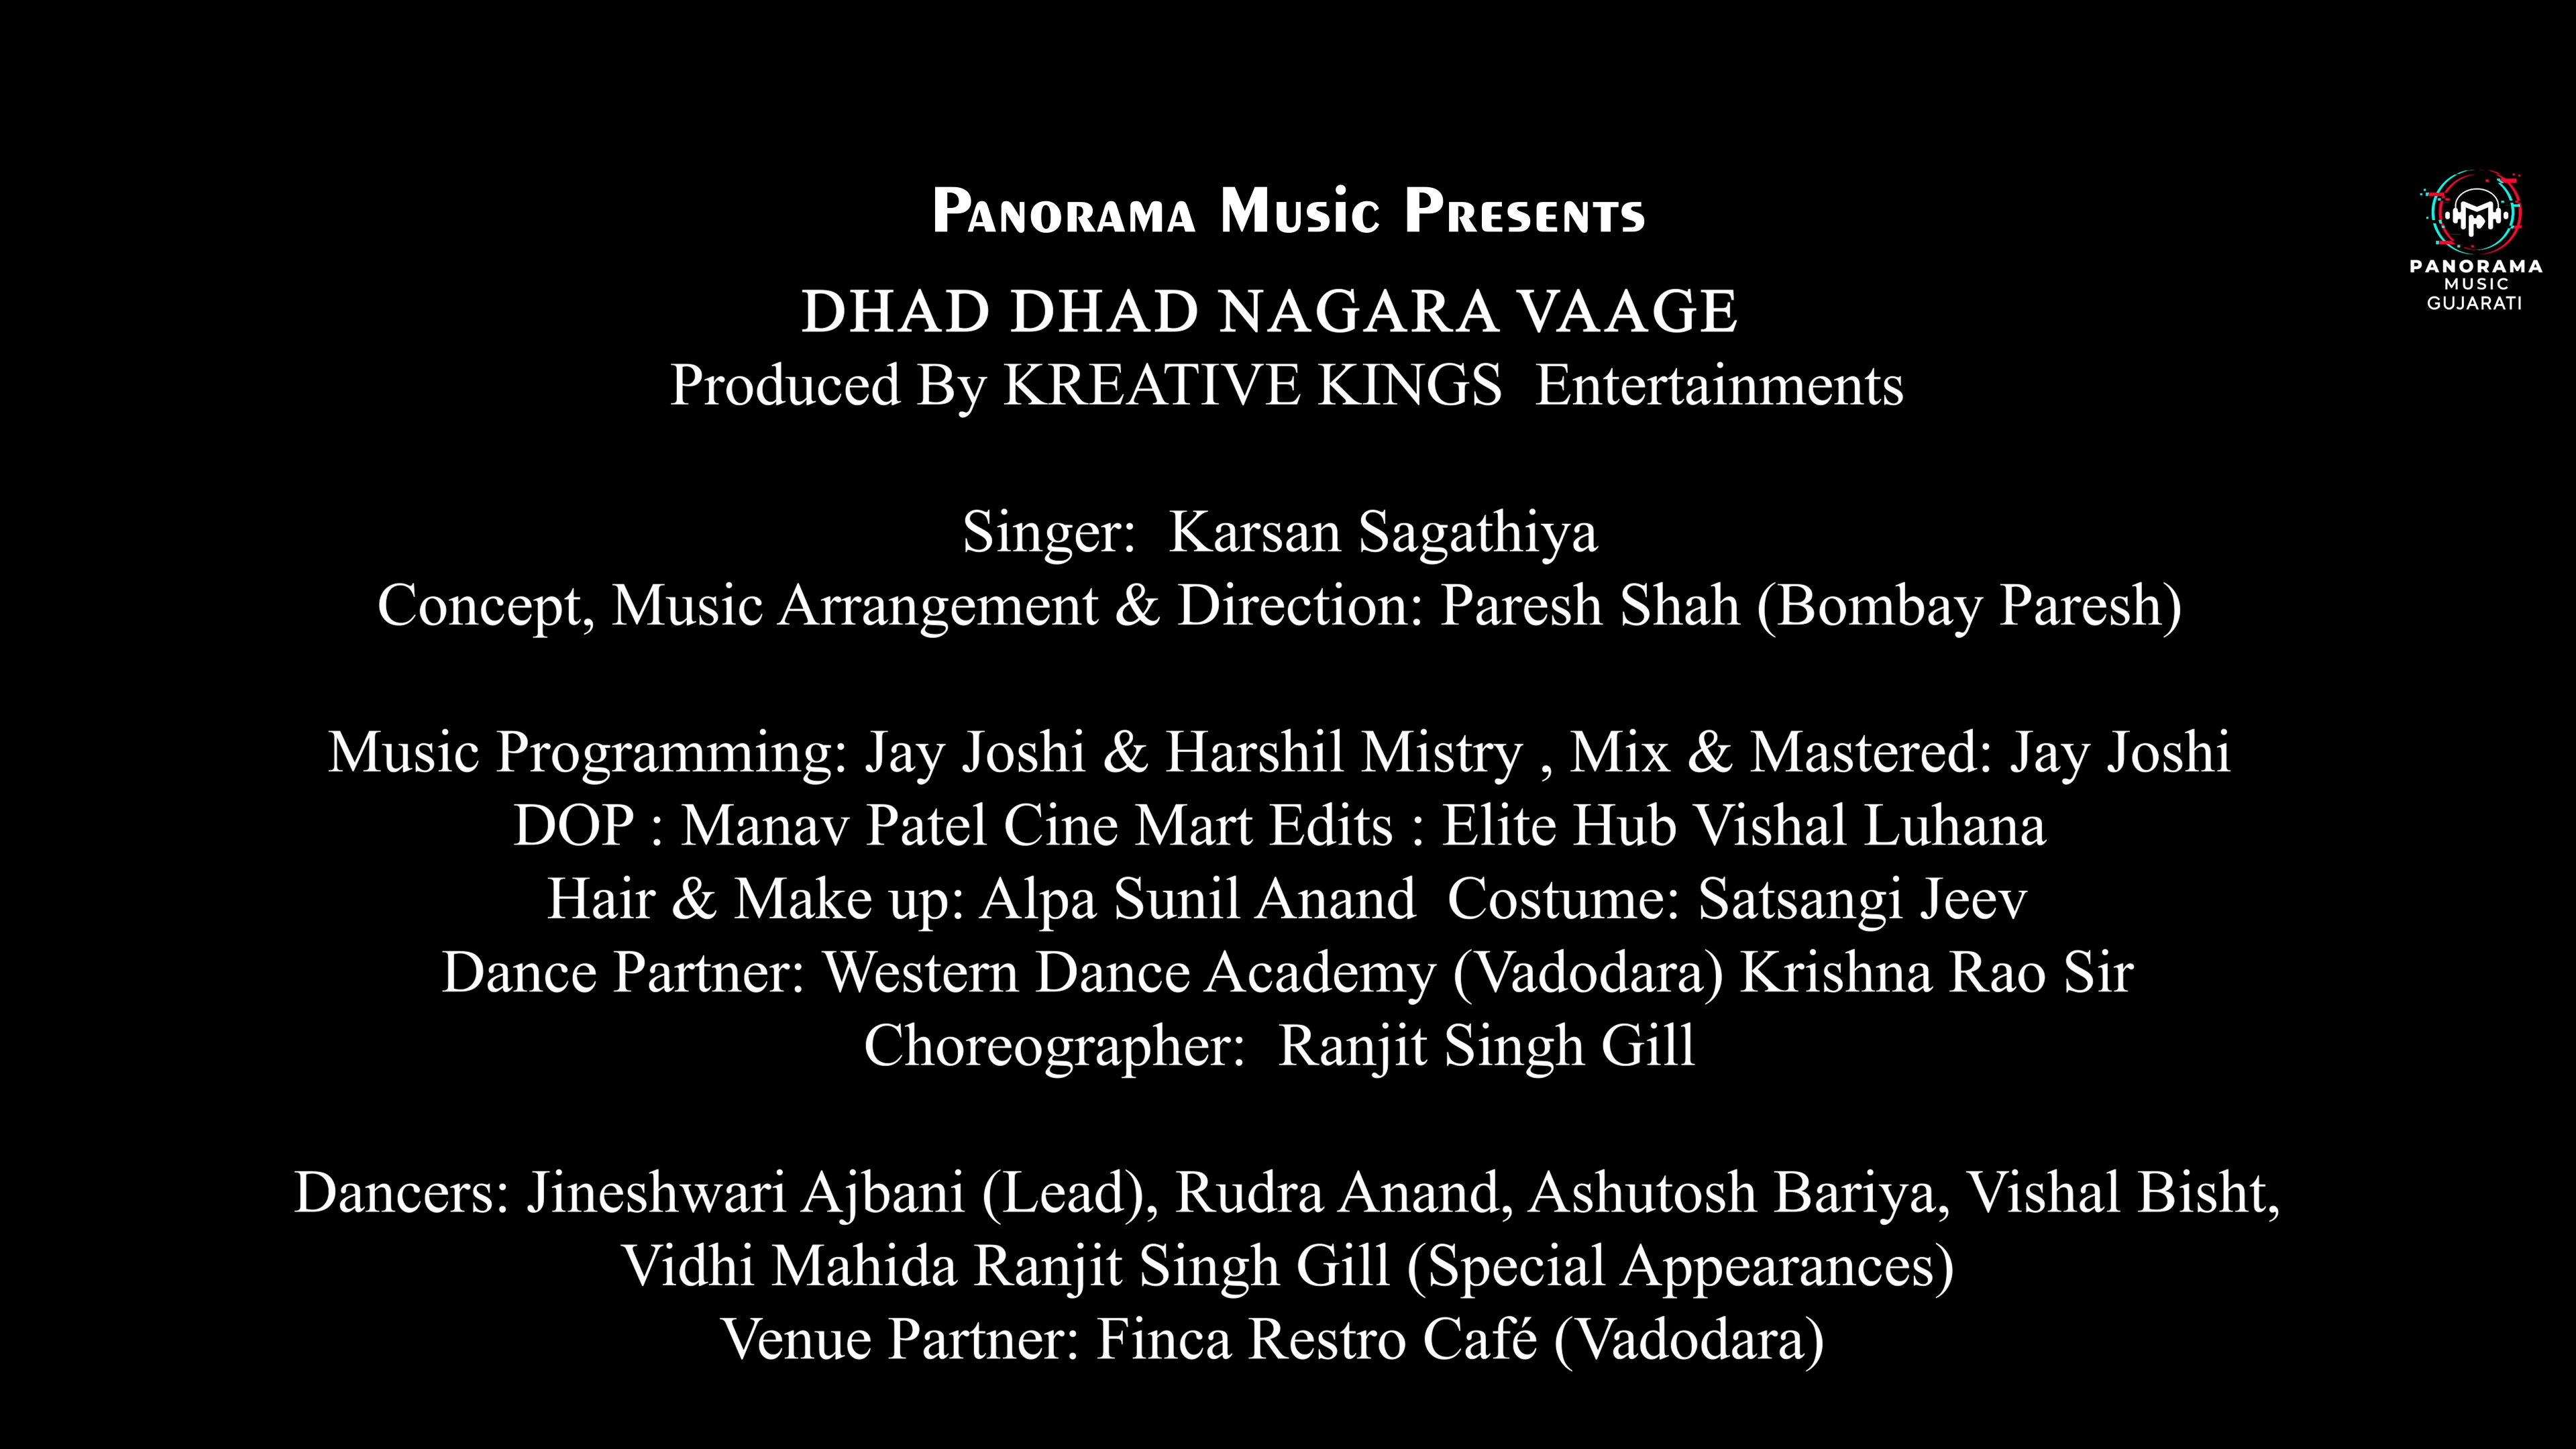 PANORAMA MUSIC PRESENTS
PANORAMA
MUSIC
GUJARATI
DHAD DHAD NAGARA VAAGE
Produced By KREATIVE KINGS  Entertainments
Singer:  Karsan Sagathiya
Concept, Music Arrangement & Direction: Paresh Shah (Bombay Paresh)
Music Programming: Jay Joshi & Harshil Mistry , Mix & Mastered: Jay Joshi
DOP : Manav Patel Cine Mart Edits : Elite Hub Vishal Luhana
Hair & Make up: Alpa Sunil Anand  Costume: Satsangi Jeev
Dance Partner: Western Dance Academy (Vadodara) Krishna Rao Sir
Choreographer:  Ranjit Singh Gill
Dancers: Jineshwari Ajbani (Lead), Rudra Anand, Ashutosh Bariya, Vishal Bisht,
Vidhi Mahida Ranjit Singh Gill (Special Appearances)
Venue Partner: Finca Restro Café (Vadodara)